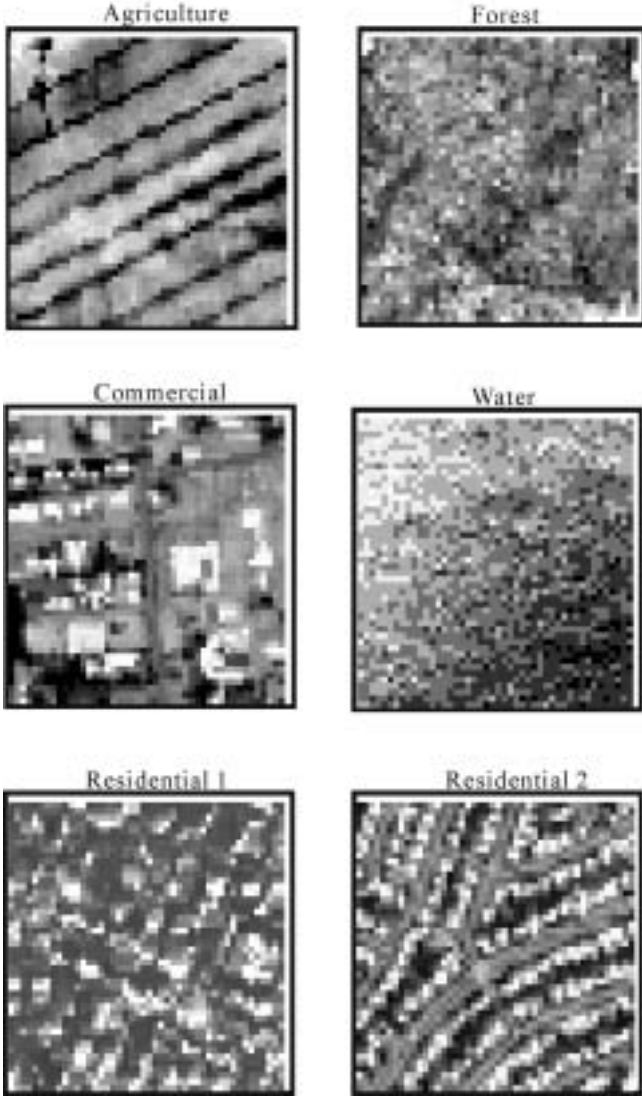 Agriculture
Forest
Commercial
Water
Residential 1
Residential 2